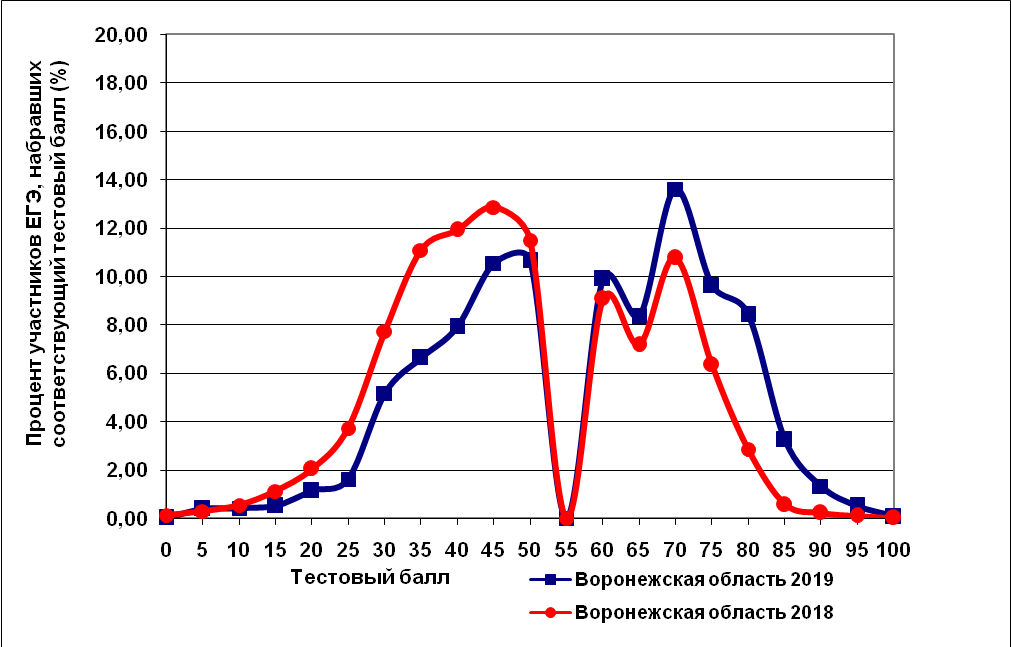 Процент участников ЕГЭ, набравших
соответствующий тестовый балл (%)
20,00
18,00
16,00
14,00
12,00
10,00
8,00
6,00
4,00
2,00
0,00
0 5 10 15 20 25 30 35 40 45 50 55 60 65 70 75 80 85 90 95 100
Тестовый балл
Воронежская область 2019
Воронежская область 2018